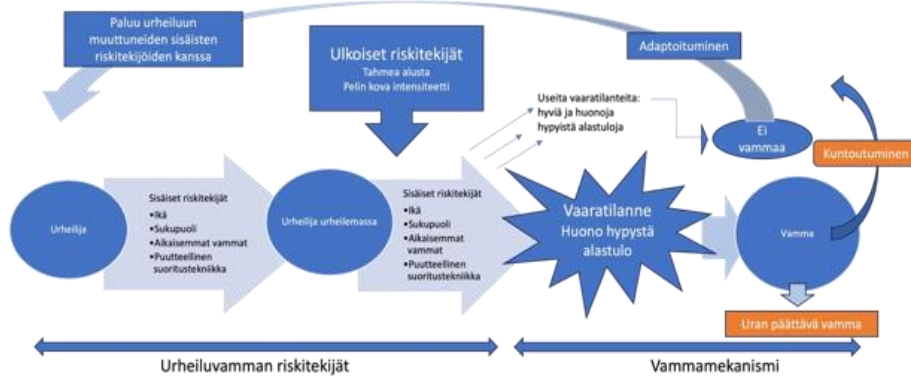 Paluu urheiluun
muuttuneiden sisäisten
riskitekijöiden kanssa
Ulkoiset riskitekijät
Tahmea alusta
Pelin kova intensiteetti
Adaptoituminen
Useita vaaratilanteita:
hyviä ja huonoja
hypyistä alastuloja
Ei
vammaa
Kuntoutuminen
Urheilija
Sisäiset riskitekijät
•Ikä
•Sukupuoli
•Aikaisemmat vammat
•Puutteellinen
suoritustekniikka
Urheilija urheilemassa
Sisäiset riskitekijät
•Ikä
•Sukupuoli
•Aikaisemmat
vammat
•Puutteellinen
suoritustekniikka
Vaaratilanne
Huono hypystä
alastulo
Vamma
Uran päättävä vamma
Urheiluvamman riskitekijät
Vammamekanismi